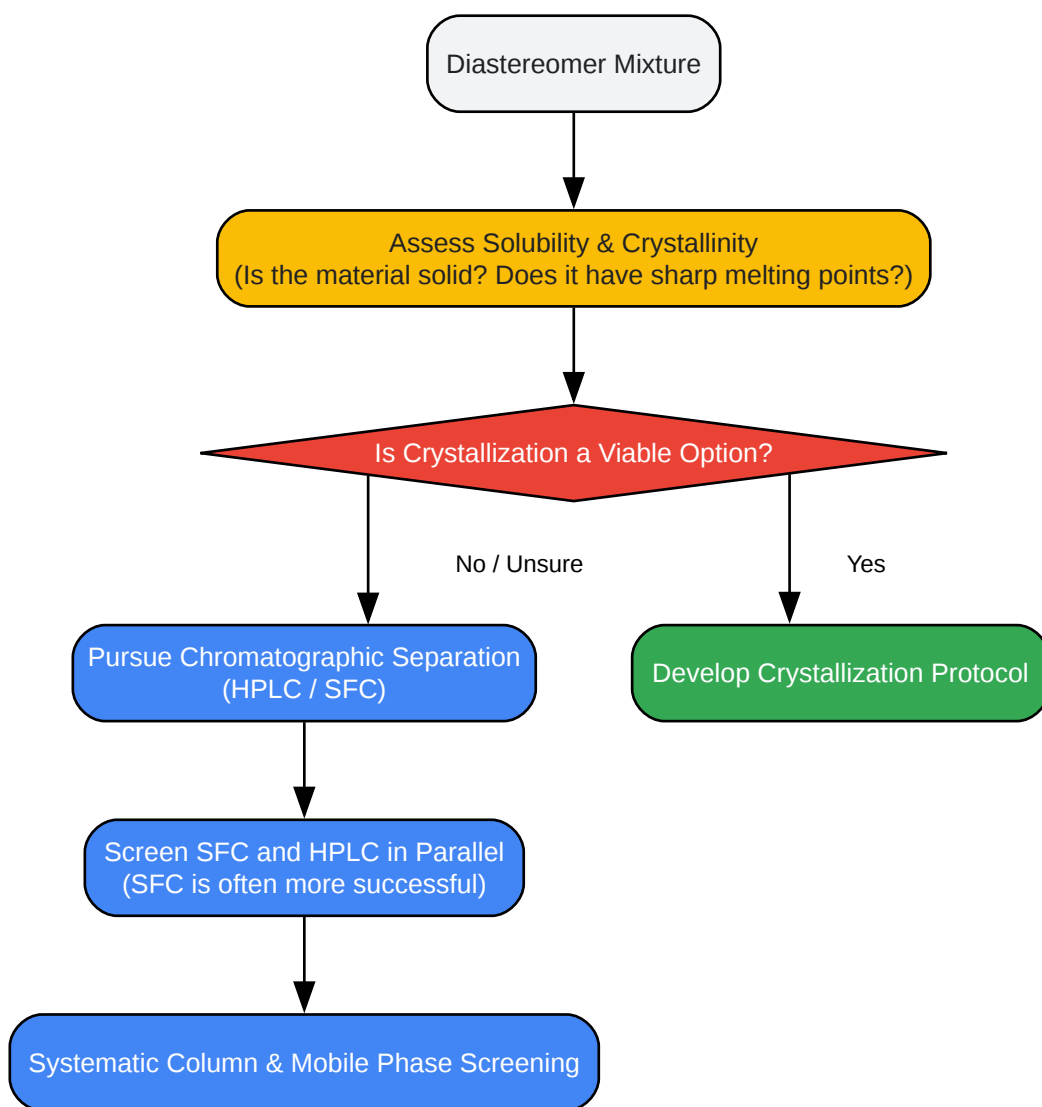 Diastereomer Mixture
Assess Solubility & Crystallinity
(Is the material solid? Does it have sharp melting points?)
Is Crystallization a Viable Option?
No / Unsure
Yes
Pursue Chromatographic Separation
(HPLC / SFC)
Develop Crystallization Protocol
Screen SFC and HPLC in Parallel
(SFC is often more successful)
Systematic Column & Mobile Phase Screening